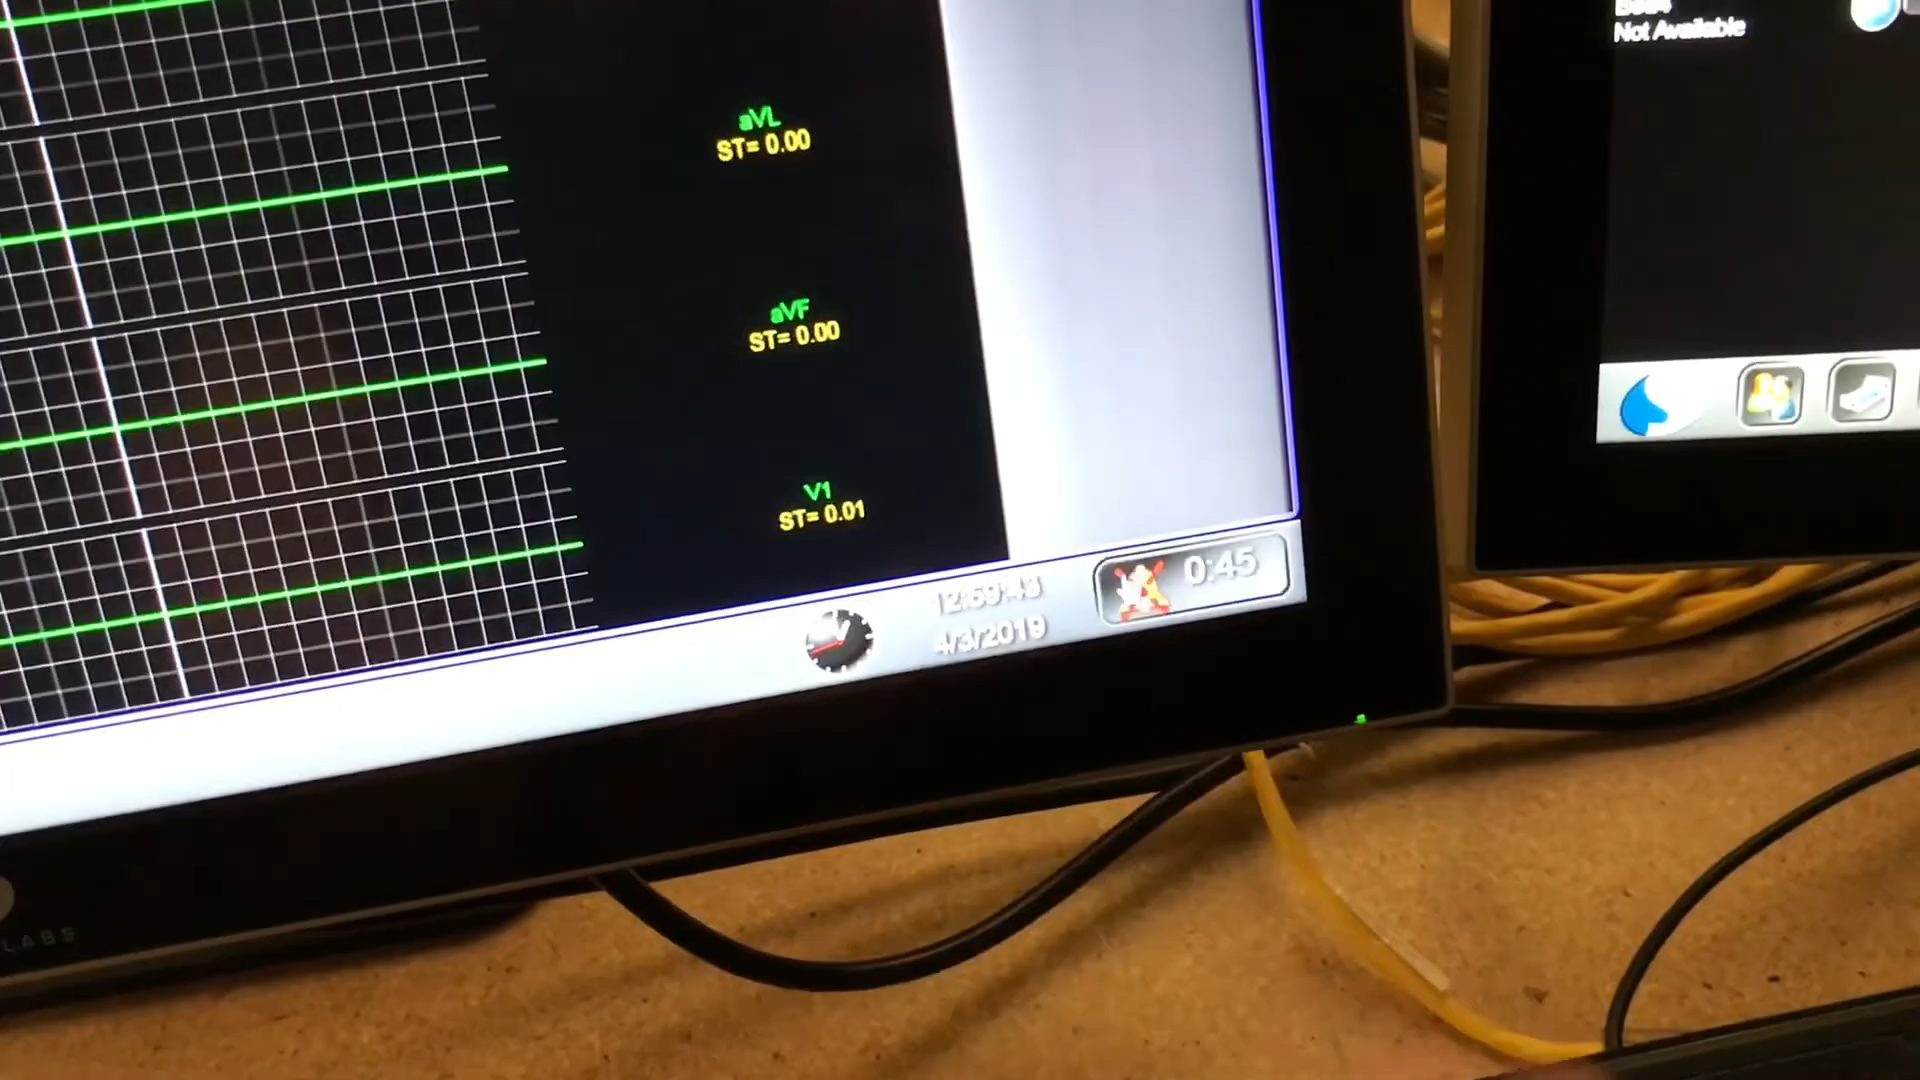 Not Available
aVL
ST= 0.00
aVF
ST= 0.00
V1
ST= 0.01
12:59:43
4/3/2019
0:45
LABS